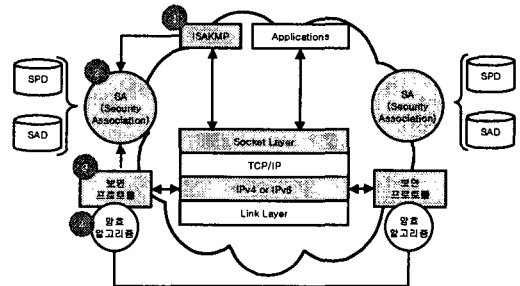 ISAKMP
Applications
SPD
SAD
SA
(Security
Association)
SA
(Security
Association)
SPD
SAD
Socket Layer
TCP/IP
IPv4 or IPv6
Link Layer
보안
프로토콜
암호
알고리즘
보안
프로토콜
암호
알고리즘